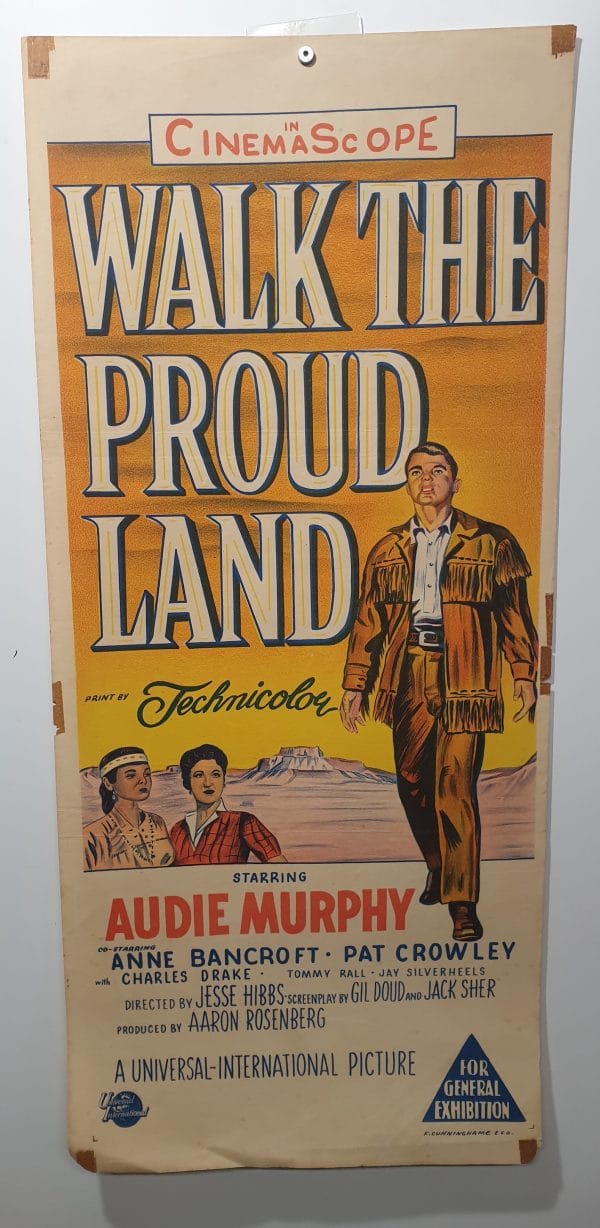 IN
CINEMASCOPE
WALK THE
PROUD
LAND
PRINT BY Technicolor
STARRING
AUDIE MURPHY
CO-STARRING
ANNE BANCROFT · PAT CROWLEY
with CHARLES DRAKE · TOMMY RALL · JAY SILVERHEELS
DIRECTED BY JESSE HIBBS · SCREENPLAY BY GIL DOUD AND JACK SHER
PRODUCED BY AARON ROSENBERG
A UNIVERSAL-INTERNATIONAL PICTURE
Universal
International
FOR
GENERAL
EXHIBITION
F. CUNNINGHAME & CO.